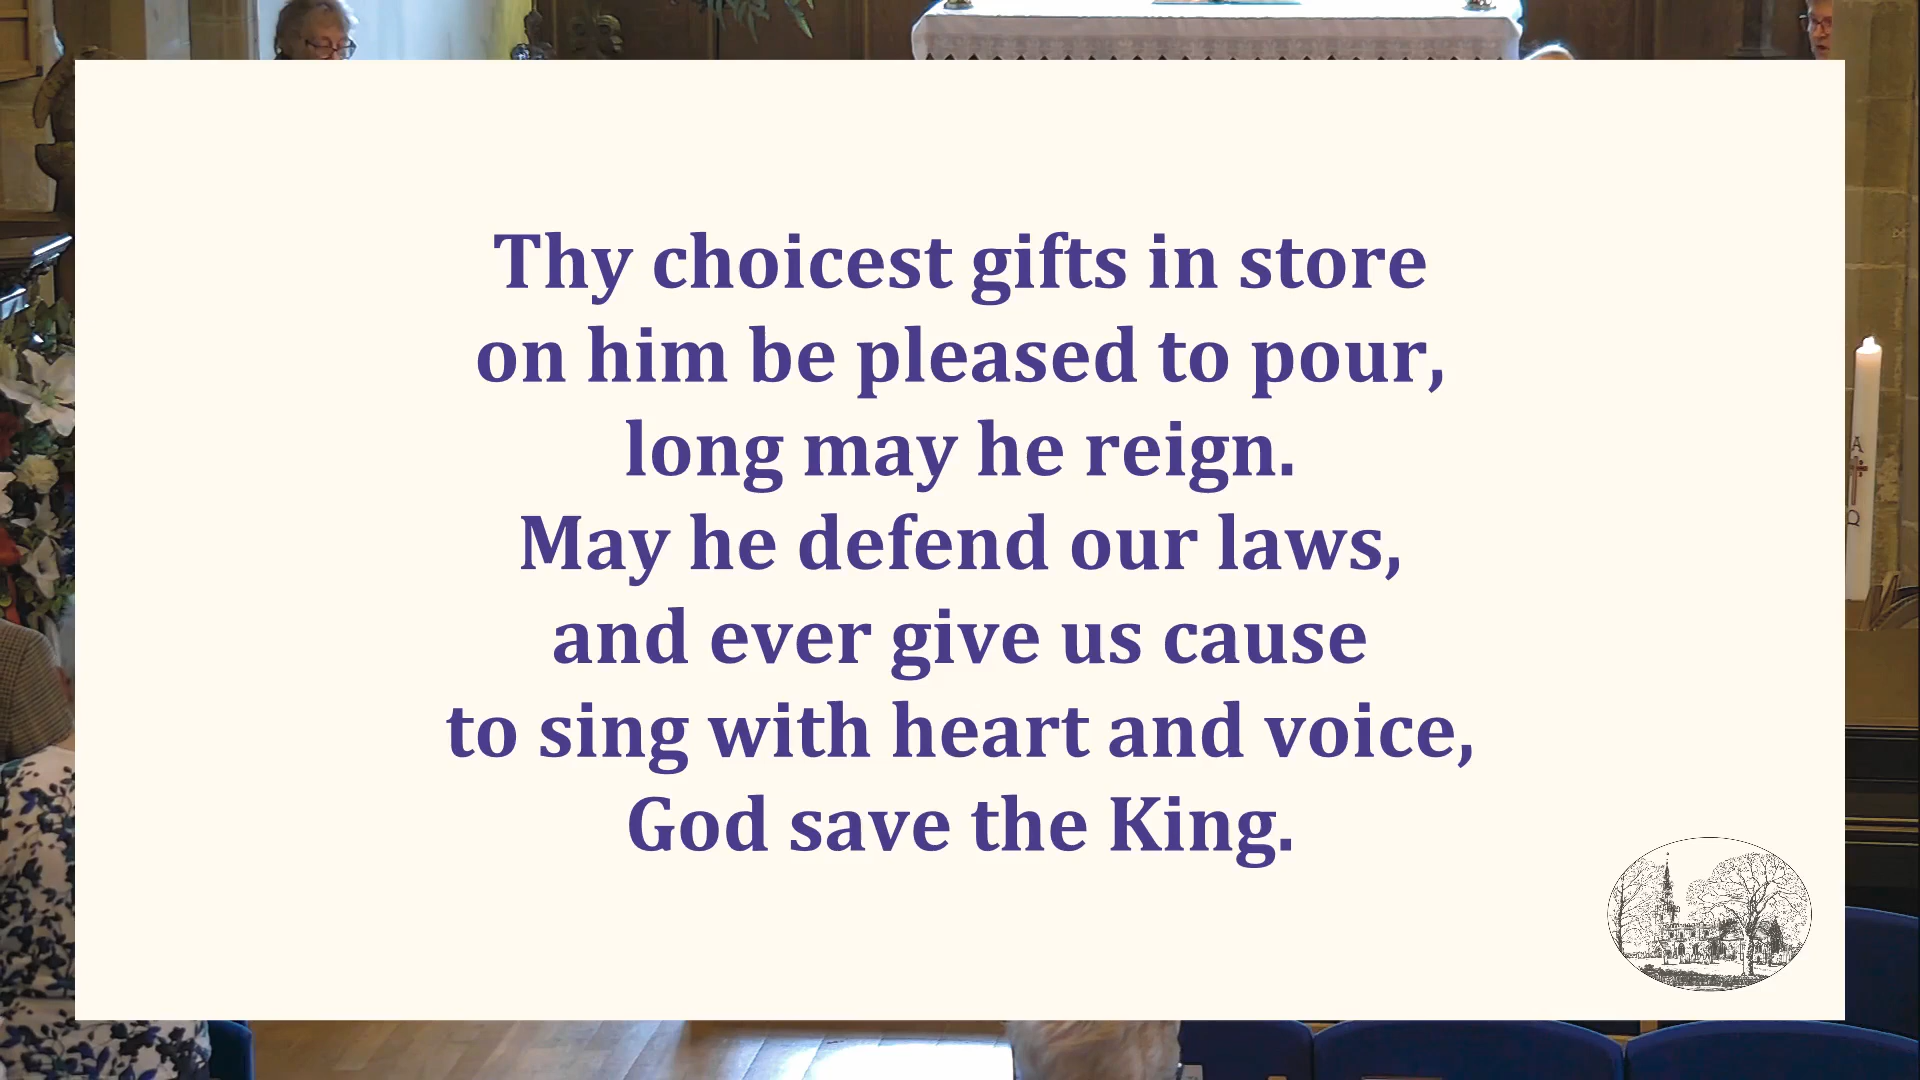 Thy choicest gifts in store
on him be pleased to pour,
long may he reign.
May he defend our laws,
and ever give us cause
to sing with heart and voice,
God save the King.
A
Ω